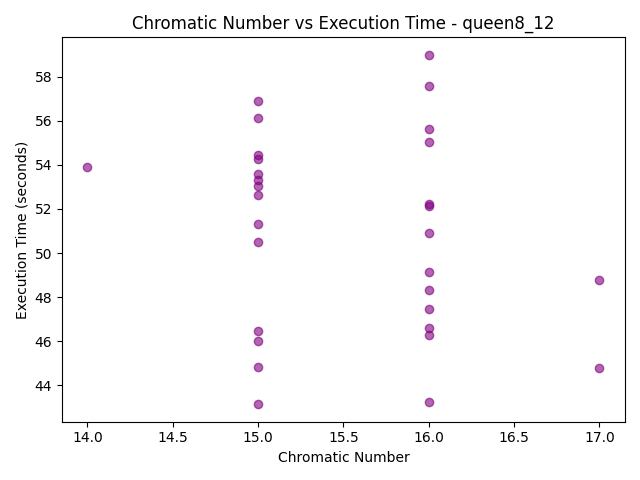 Chromatic Number vs Execution Time - queen8_12
Execution Time (seconds)
58
56
54
52
50
48
46
44
14.0 14.5 15.0 15.5 16.0 16.5 17.0
Chromatic Number